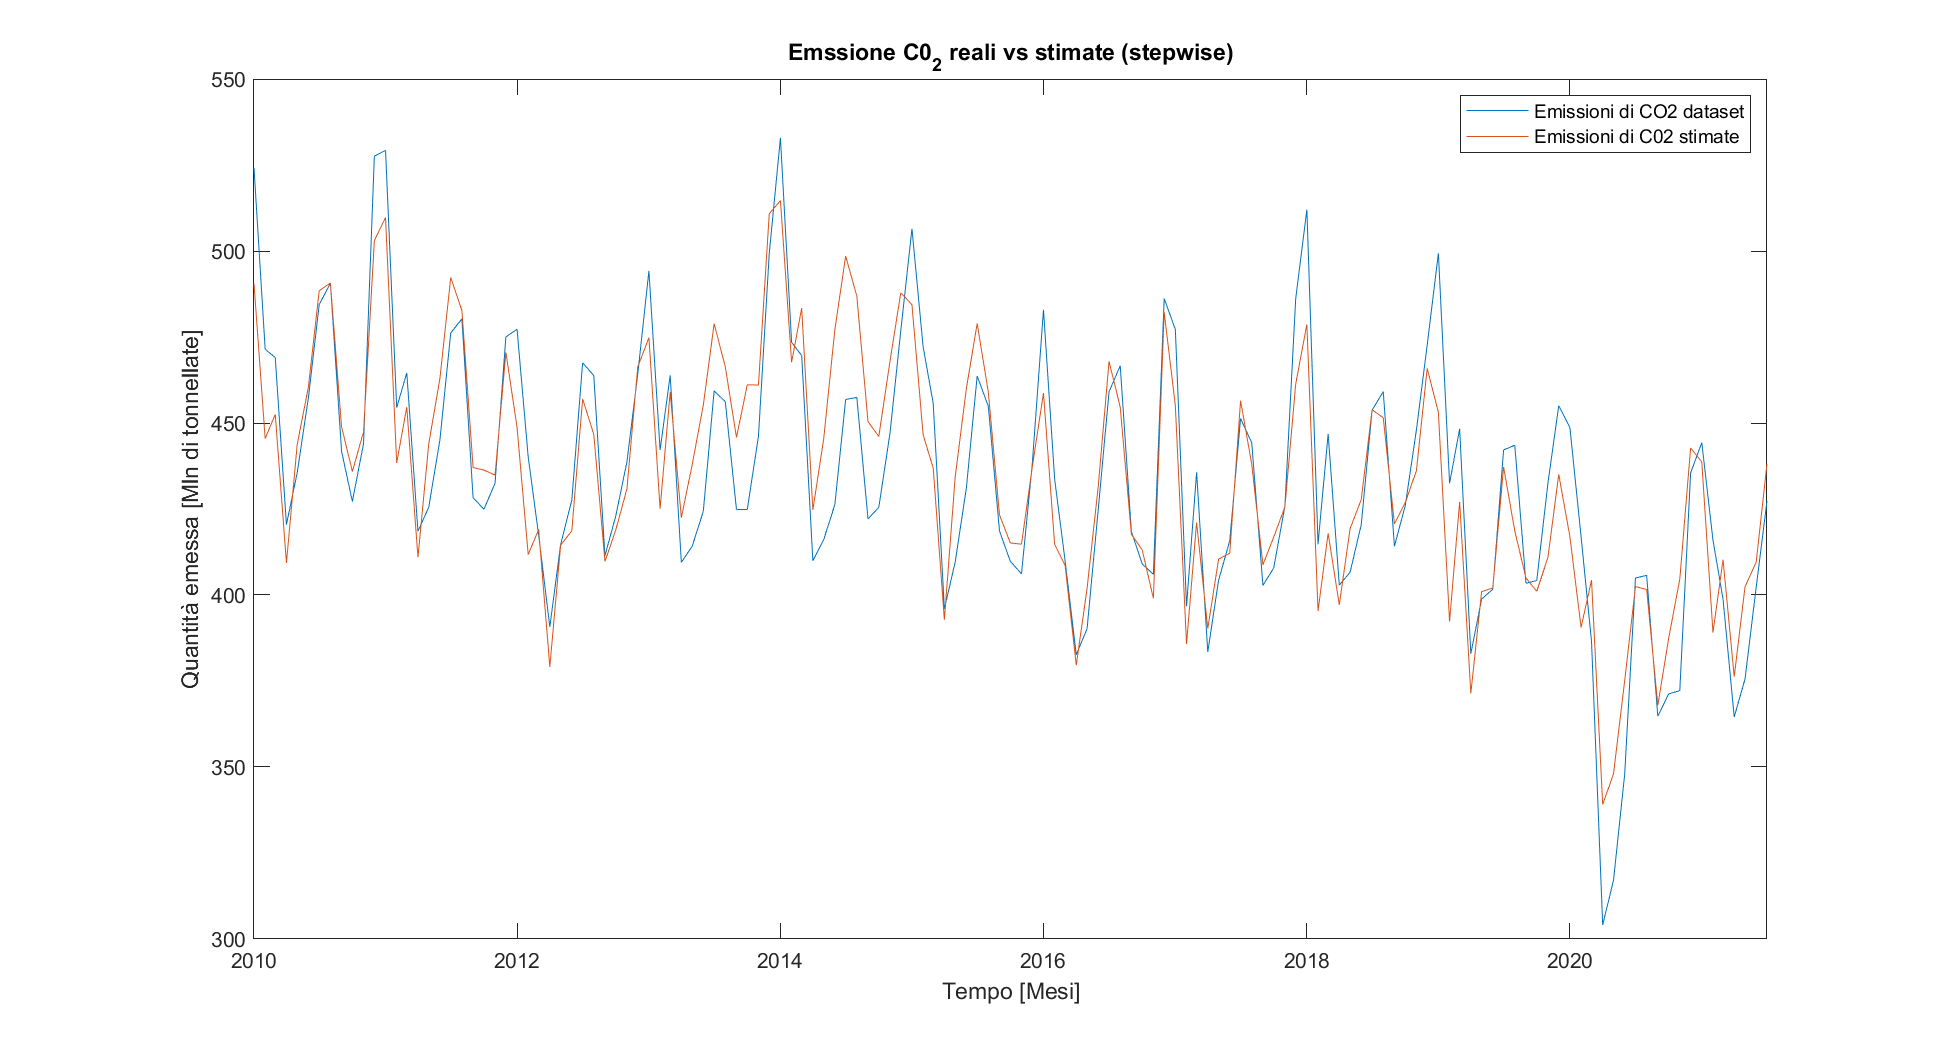 Emssione C0₂ reali vs stimate (stepwise)
550
500
450
400
350
300
Quantità emessa [Mln di tonnellate]
Emissioni di CO2 dataset
Emissioni di C02 stimate
2010
2012
2014
2016
2018
2020
Tempo [Mesi]